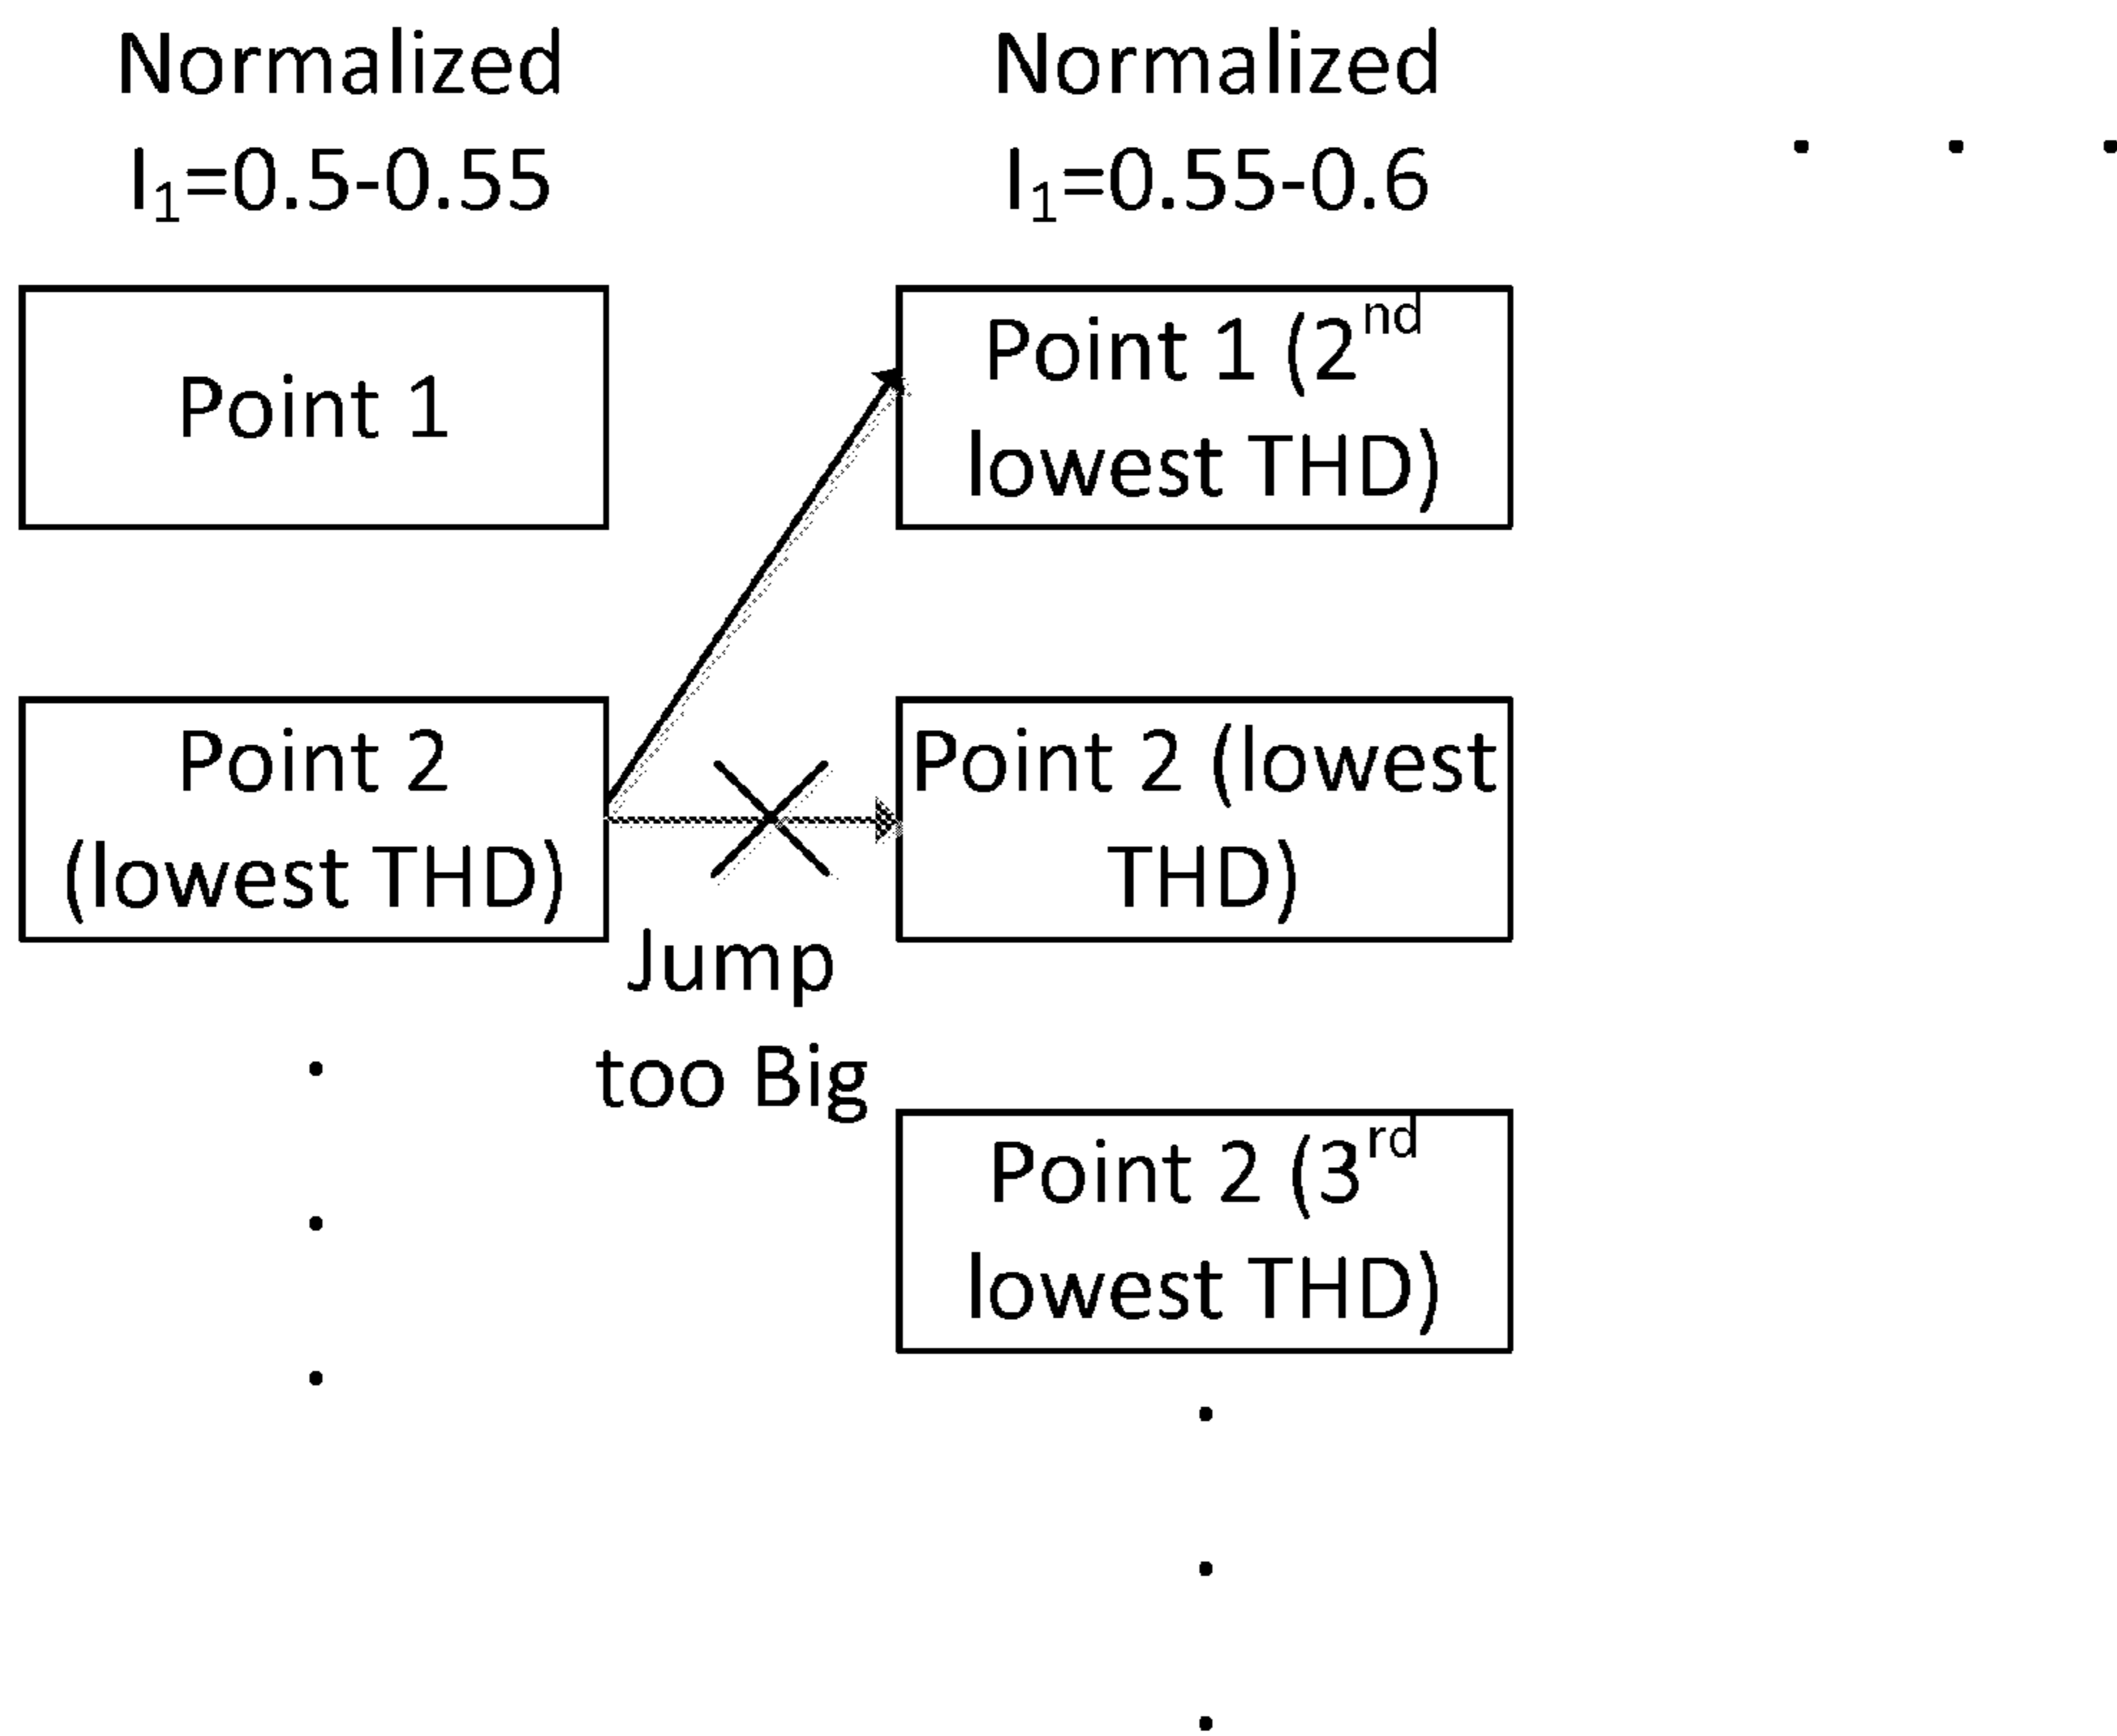 Normalized
I₁=0.5-0.55
Normalized
I₁=0.55-0.6
Point 1
Point 1 (2nd
lowest THD)
Point 2
(lowest THD)
Point 2 (lowest
THD)
Jump
too Big
Point 2 (3rd
lowest THD)